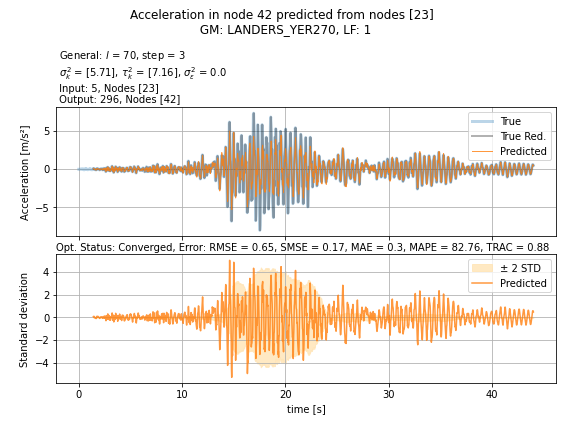 Acceleration in node 42 predicted from nodes [23]
GM: LANDERS_YER270, LF: 1
General: l = 70, step = 3
σ²ₖ = [5.71], τ²ₖ = [7.16], σ²ε = 0.0
Input: 5, Nodes [23]
Output: 296, Nodes [42]
Acceleration [m/s²]
5
0
−5
True
True Red.
Predicted
Opt. Status: Converged, Error: RMSE = 0.65, SMSE = 0.17, MAE = 0.3, MAPE = 82.76, TRAC = 0.88
Standard deviation
4
2
0
−2
−4
± 2 STD
Predicted
0 10 20 30 40
time [s]